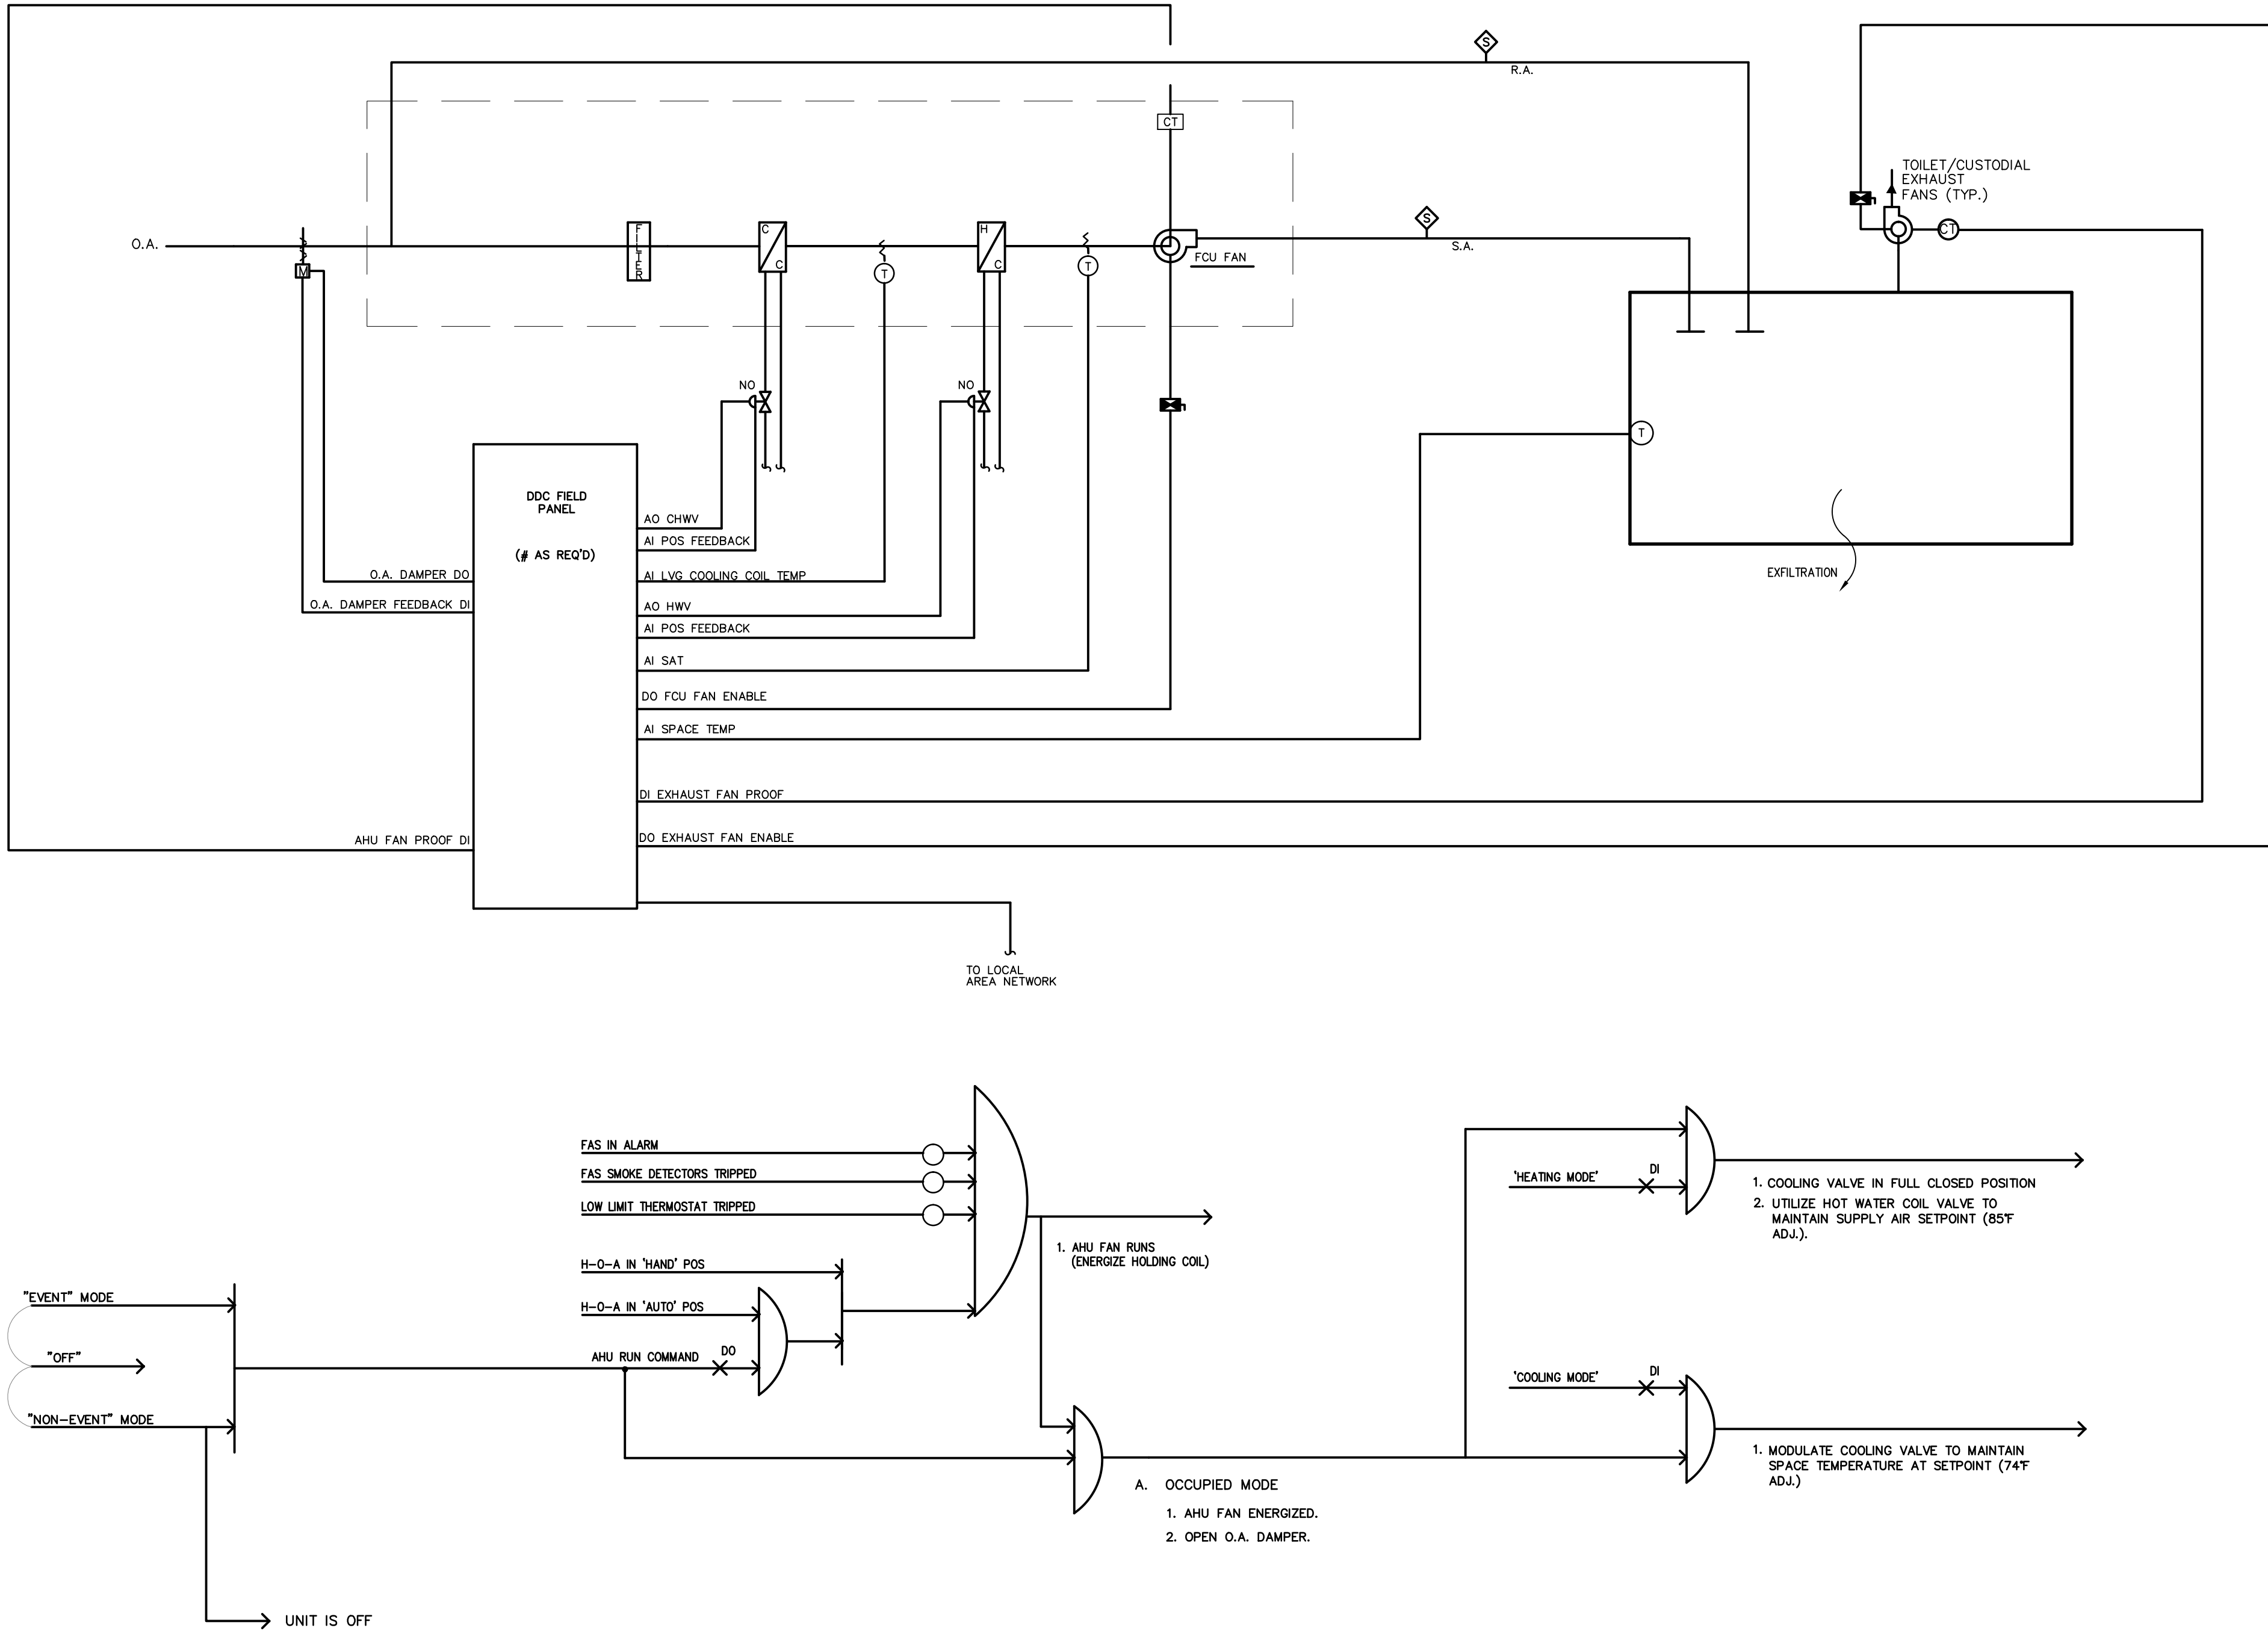 S
R.A.
CT
TOILET/CUSTODIAL
EXHAUST
FANS (TYP.)
O.A.
M
FILTER
C
C
T
H
C
T
FCU FAN
S
S.A.
CT
NO
NO
T
DDC FIELD
PANEL
(# AS REQ'D)
AO CHWV
AI POS FEEDBACK
O.A. DAMPER DO
AI LVG COOLING COIL TEMP
EXFILTRATION
O.A. DAMPER FEEDBACK DI
AO HWV
AI POS FEEDBACK
AI SAT
DO FCU FAN ENABLE
AI SPACE TEMP
DI EXHAUST FAN PROOF
AHU FAN PROOF DI
DO EXHAUST FAN ENABLE
TO LOCAL
AREA NETWORK
FAS IN ALARM
FAS SMOKE DETECTORS TRIPPED
LOW LIMIT THERMOSTAT TRIPPED
1. AHU FAN RUNS
(ENERGIZE HOLDING COIL)
H-O-A IN 'HAND' POS
H-O-A IN 'AUTO' POS
AHU RUN COMMAND
DO
"EVENT" MODE
"OFF"
"NON-EVENT" MODE
UNIT IS OFF
A. OCCUPIED MODE
1. AHU FAN ENERGIZED.
2. OPEN O.A. DAMPER.
'HEATING MODE'
DI
1. COOLING VALVE IN FULL CLOSED POSITION
2. UTILIZE HOT WATER COIL VALVE TO
MAINTAIN SUPPLY AIR SETPOINT (85°F
ADJ.).
'COOLING MODE'
DI
1. MODULATE COOLING VALVE TO MAINTAIN
SPACE TEMPERATURE AT SETPOINT (74°F
ADJ.)